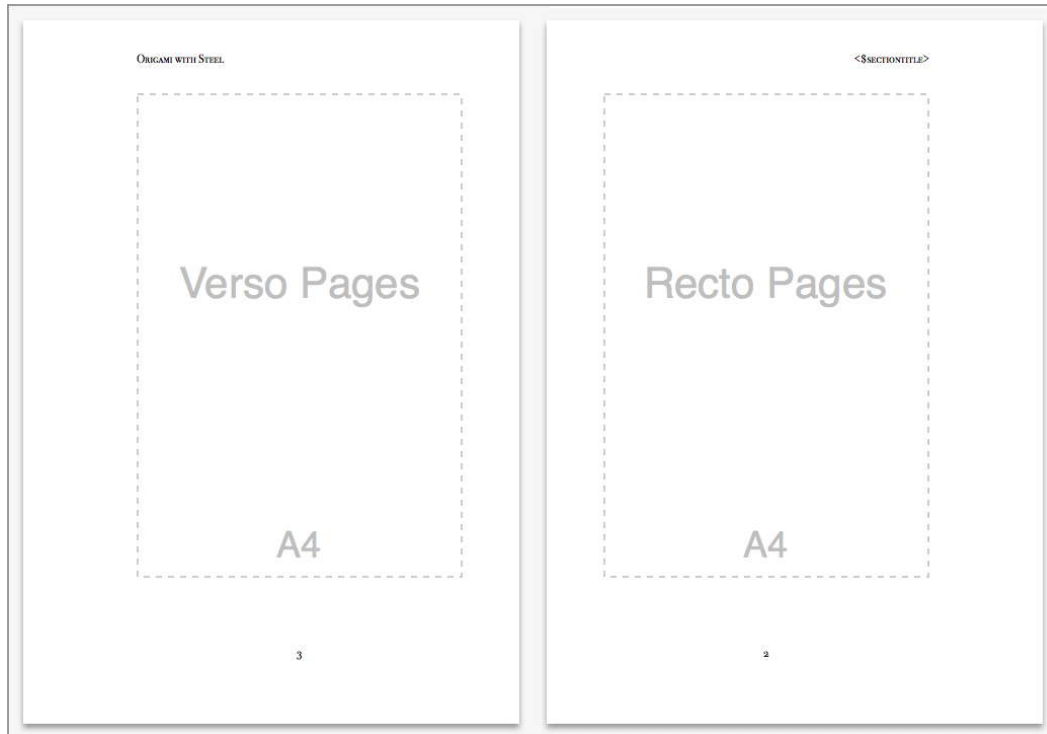 Origami with Steel
Verso Pages
A4
3
<$sectiontitle>
Recto Pages
A4
2